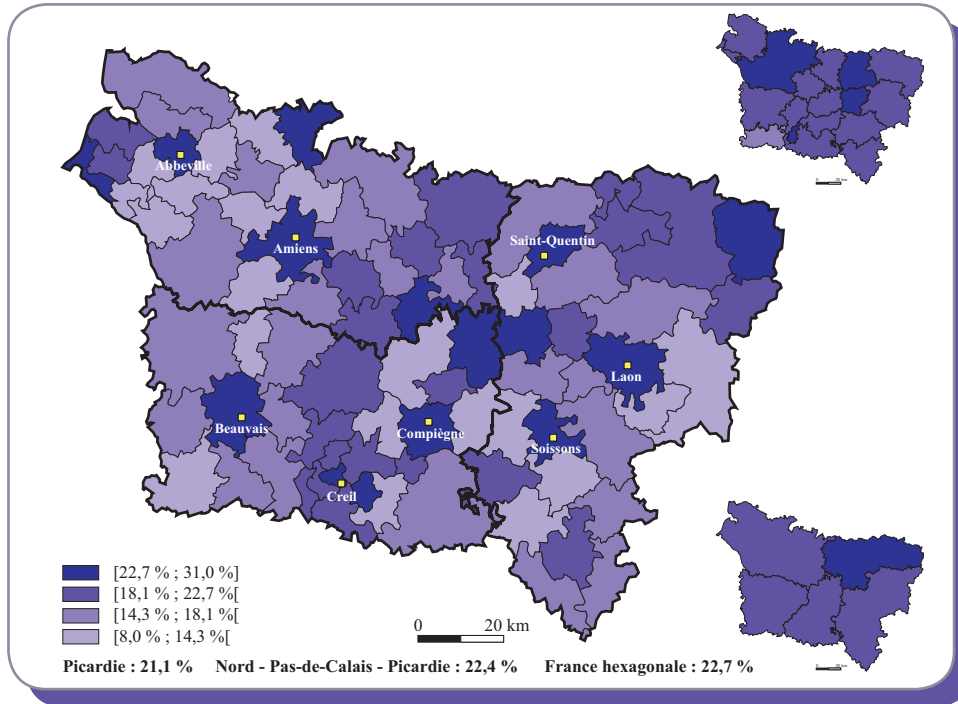 Abbeville
Amiens
Saint-Quentin
Laon
Beauvais
Compiègne
Soissons
Creil
[22,7 % ; 31,0 %]
[18,1 % ; 22,7 %[
[14,3 % ; 18,1 %[
[8,0 % ; 14,3 %[
0 20 km
Picardie : 21,1 % Nord - Pas-de-Calais - Picardie : 22,4 % France hexagonale : 22,7 %